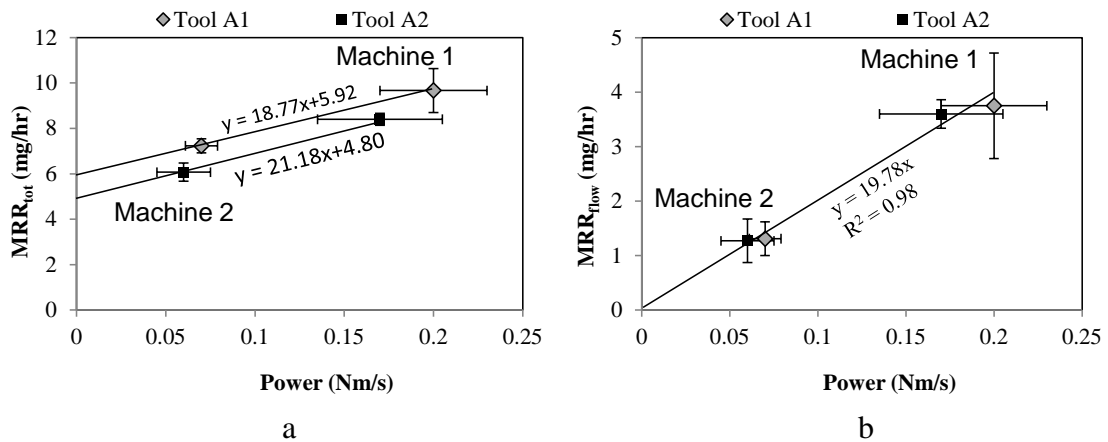 Tool A1 Tool A2
12
10
8
6
4
2
0
MRRtot (mg/hr)
Machine 1
y = 18.77x+5.92
y = 21.18x+4.80
Machine 2
0 0.05 0.1 0.15 0.2 0.25
Power (Nm/s)
a
Tool A1 Tool A2
5
4
3
2
1
0
MRRflow (mg/hr)
Machine 1
Machine 2
y = 19.78x
R² = 0.98
0 0.05 0.1 0.15 0.2 0.25
Power (Nm/s)
b